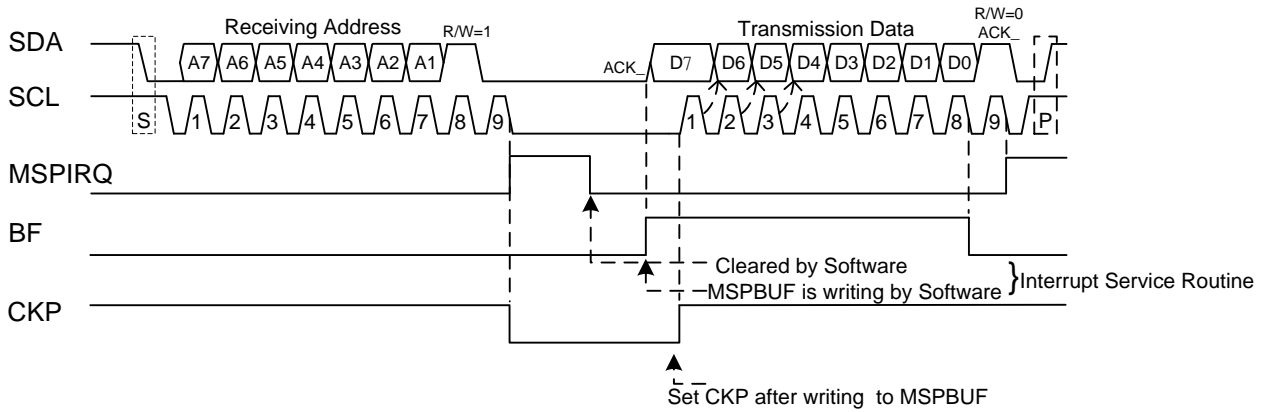 Receiving Address R/W=1 Transmission Data R/W=0
ACK_
SDA A7 A6 A5 A4 A3 A2 A1 ACK_ D7 D6 D5 D4 D3 D2 D1 D0
SCL S 1 2 3 4 5 6 7 8 9 1 2 3 4 5 6 7 8 9 P
MSPIRQ
BF
Cleared by Software
MSPBUF is writing by Software } Interrupt Service Routine
CKP
Set CKP after writing to MSPBUF